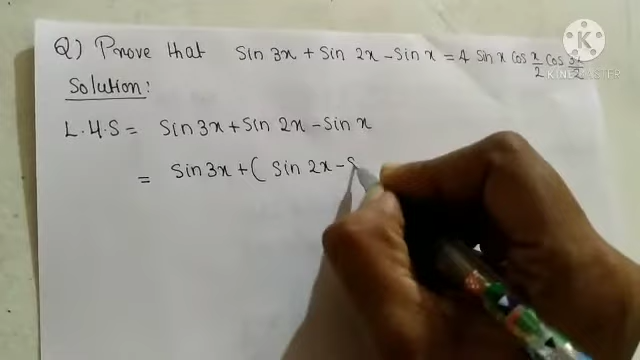 Q) Prove that sin 3x + sin 2x - sin x = 4 sin x cos x/2 cos 3x/2
Solution:
L.H.S = sin 3x + sin 2x - sin x
= sin 3x + ( sin 2x - s
KINEMASTER